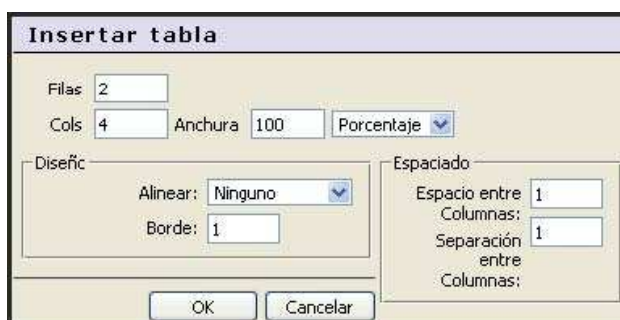 Insertar tabla
Filas 2
Cols 4 Anchura 100 Porcentaje
Diseñc
Alinear: Ninguno
Borde: 1
Espaciado
Espacio entre 1
Columnas:
Separación 1
entre
Columnas:
OK Cancelar